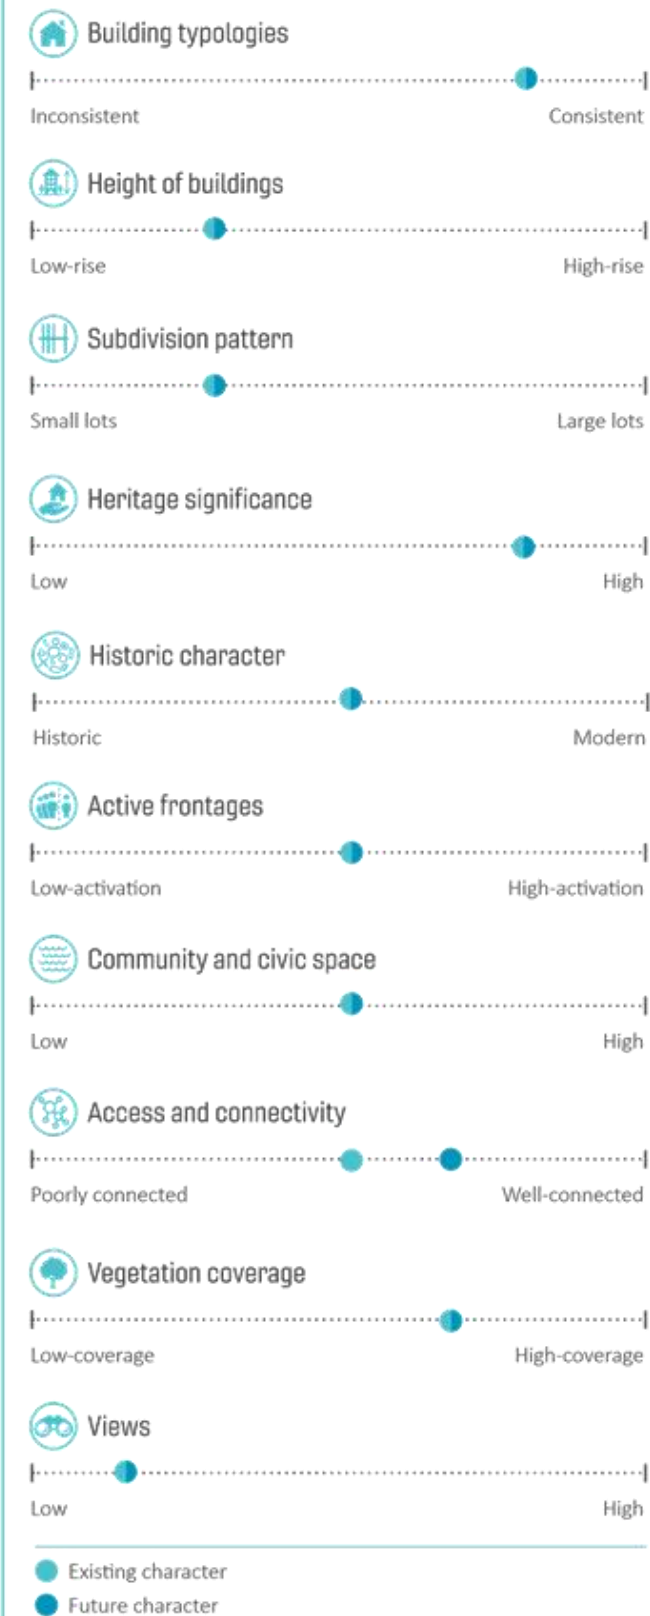 Building typologies
Inconsistent Consistent
Height of buildings
Low-rise High-rise
Subdivision pattern
Small lots Large lots
Heritage significance
Low High
Historic character
Historic Modern
Active frontages
Low-activation High-activation
Community and civic space
Low High
Access and connectivity
Poorly connected Well-connected
Vegetation coverage
Low-coverage High-coverage
Views
Low High
Existing character
Future character